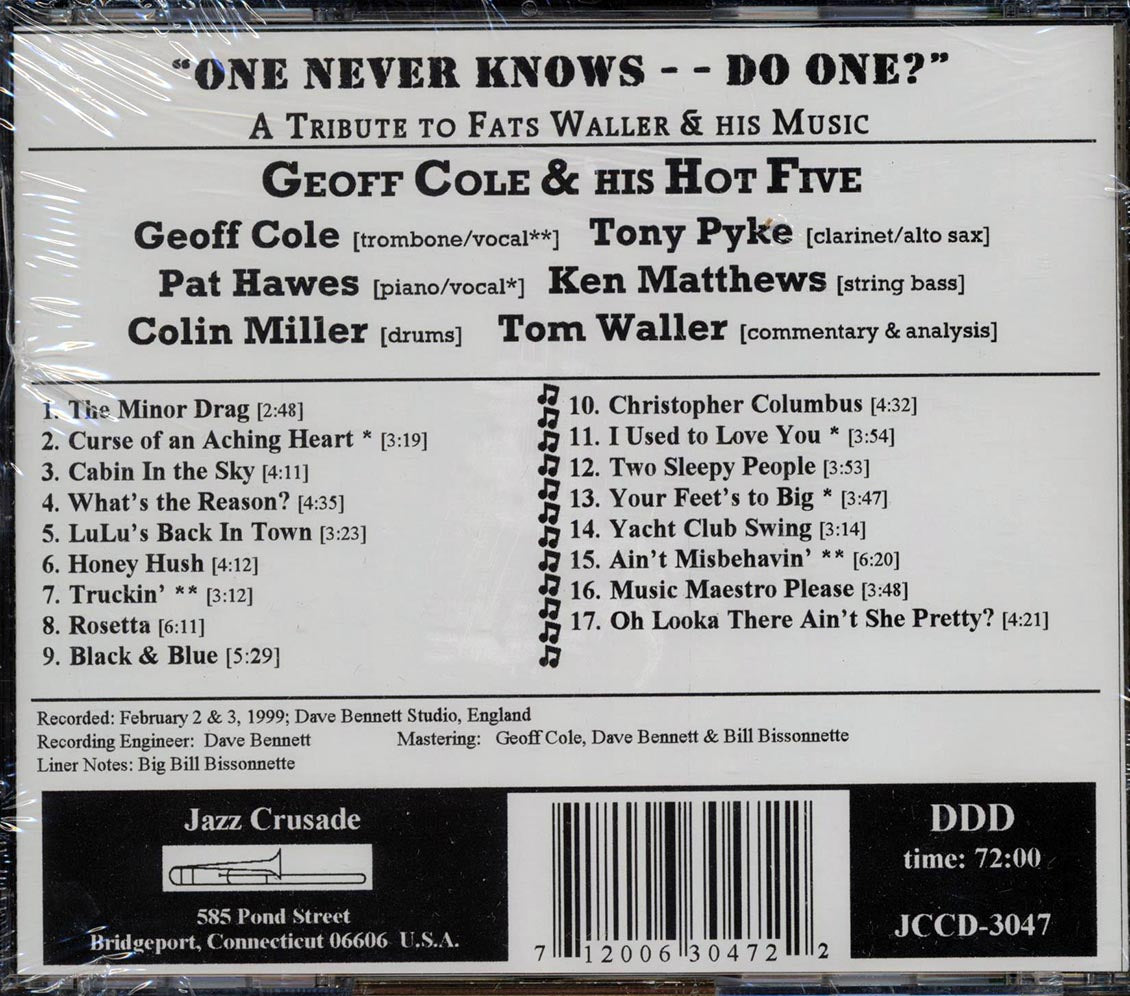 “ONE NEVER KNOWS - - DO ONE?”
A TRIBUTE TO FATS WALLER & HIS MUSIC
GEOFF COLE & HIS HOT FIVE
Geoff Cole [trombone/vocal**] Tony Pyke [clarinet/alto sax]
Pat Hawes [piano/vocal*] Ken Matthews [string bass]
Colin Miller [drums] Tom Waller [commentary & analysis]
1. The Minor Drag [2:48]
2. Curse of an Aching Heart * [3:19]
3. Cabin In the Sky [4:11]
4. What's the Reason? [4:35]
5. LuLu's Back In Town [3:23]
6. Honey Hush [4:12]
7. Truckin' ** [3:12]
8. Rosetta [6:11]
9. Black & Blue [5:29]
10. Christopher Columbus [4:32]
11. I Used to Love You * [3:54]
12. Two Sleepy People [3:53]
13. Your Feet's to Big * [3:47]
14. Yacht Club Swing [3:14]
15. Ain't Misbehavin' ** [6:20]
16. Music Maestro Please [3:48]
17. Oh Looka There Ain't She Pretty? [4:21]
Recorded: February 2 & 3, 1999; Dave Bennett Studio, England
Recording Engineer: Dave Bennett Mastering: Geoff Cole, Dave Bennett & Bill Bissonnette
Liner Notes: Big Bill Bissonnette
Jazz Crusade
585 Pond Street
Bridgeport, Connecticut 06606 U.S.A.
7 12006 30472 2
DDD
time: 72:00
JCCD-3047